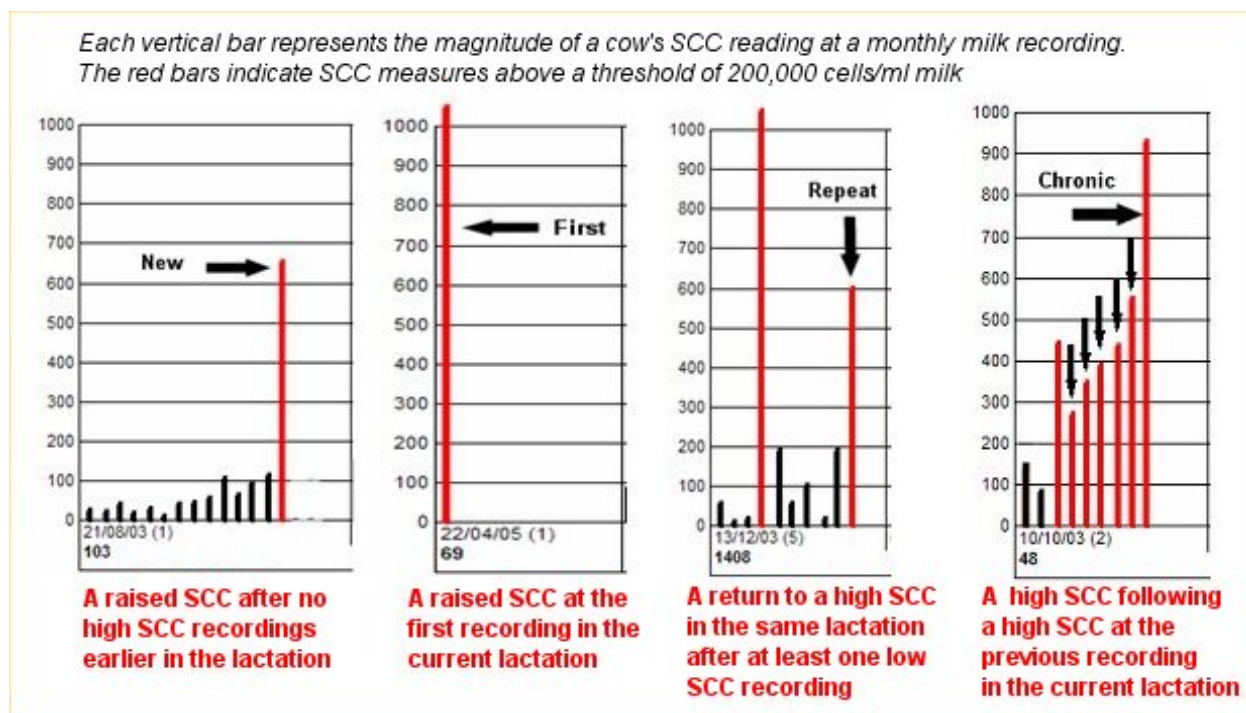 Each vertical bar represents the magnitude of a cow's SCC reading at a monthly milk recording.
The red bars indicate SCC measures above a threshold of 200,000 cells/ml milk
1000
900
800
700
600
500
400
300
200
100
0
New
21/08/03 (1)
103
A raised SCC after no
high SCC recordings
earlier in the lactation
1000
900
800
700
600
500
400
300
200
100
0
First
22/04/05 (1)
69
A raised SCC at the
first recording in the
current lactation
1000
900
800
700
600
500
400
300
200
100
0
Repeat
13/12/03 (5)
1408
A return to a high SCC
in the same lactation
after at least one low
SCC recording
1000
900
800
700
600
500
400
300
200
100
0
Chronic
10/10/03 (2)
48
A high SCC following
a high SCC at the
previous recording
in the current lactation